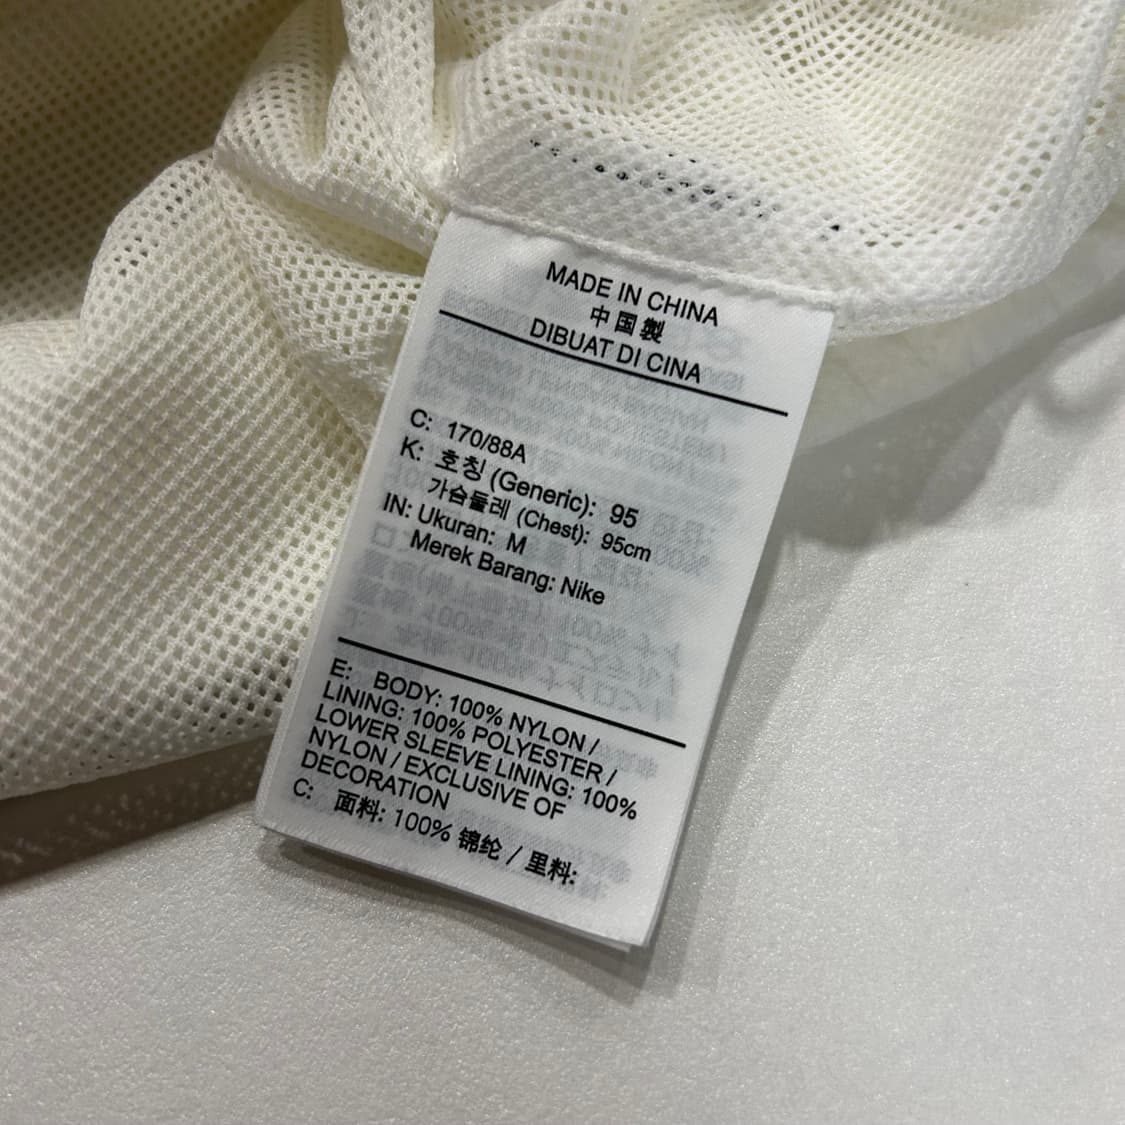 MADE IN CHINA
中国製
DIBUAT DI CINA
C: 170/88A
K: 호칭 (Generic): 95
가슴둘레 (Chest): 95cm
IN: Ukuran: M
Merek Barang: Nike
E: BODY: 100% NYLON /
LINING: 100% POLYESTER /
LOWER SLEEVE LINING: 100%
NYLON / EXCLUSIVE OF
DECORATION
C: 面料: 100% 锦纶 / 里料: